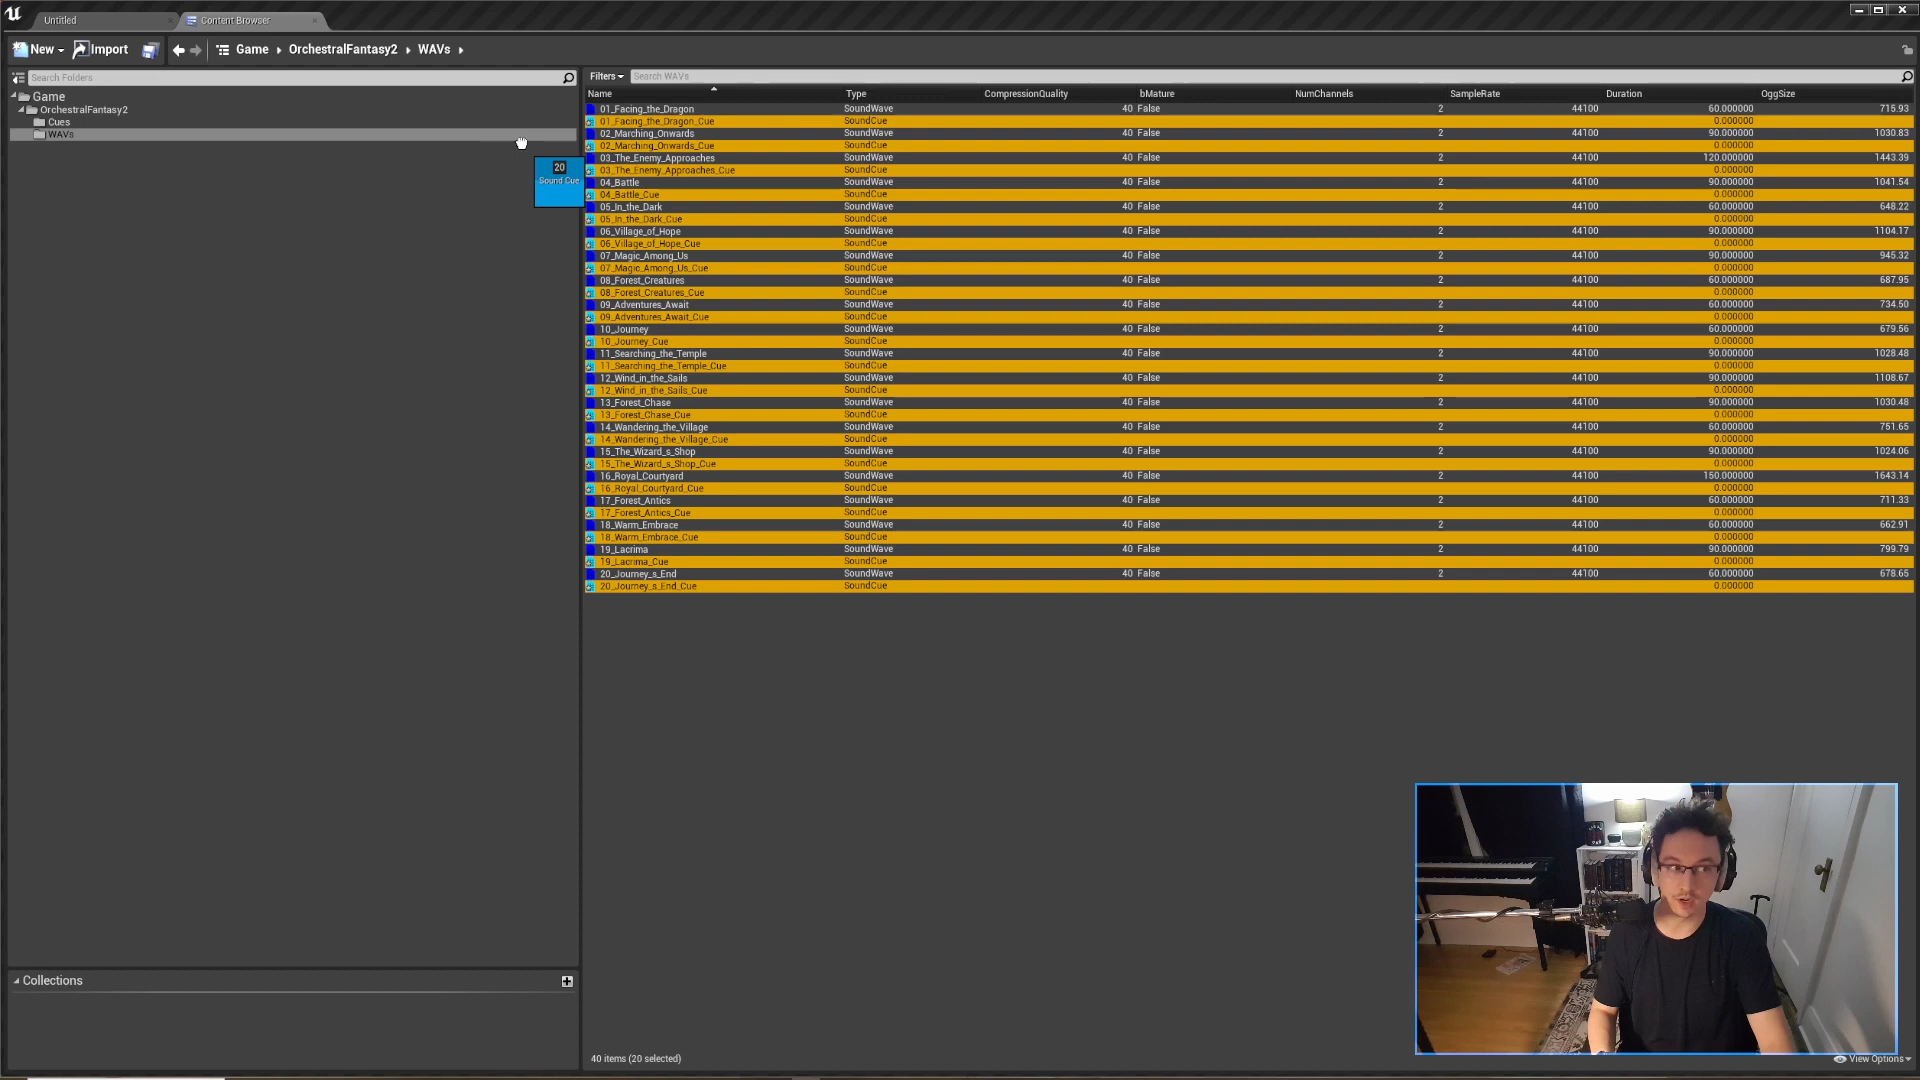 Untitled
Content Browser
New
Import
Game
OrchestralFantasy2
WAVs
Search Folders
Game
OrchestralFantasy2
Cues
WAVs
20
Sound Cue
Filters
Search WAVs
Name Type CompressionQuality bMature NumChannels SampleRate Duration OggSize
01_Facing_the_Dragon SoundWave 40 False 2 44100 60.000000 715.93
01_Facing_the_Dragon_Cue SoundCue 0.000000
02_Marching_Onwards SoundWave 40 False 2 44100 90.000000 1030.83
02_Marching_Onwards_Cue SoundCue 0.000000
03_The_Enemy_Approaches SoundWave 40 False 2 44100 120.000000 1443.39
03_The_Enemy_Approaches_Cue SoundCue 0.000000
04_Battle SoundWave 40 False 2 44100 90.000000 1041.54
04_Battle_Cue SoundCue 0.000000
05_In_the_Dark SoundWave 40 False 2 44100 60.000000 648.22
05_In_the_Dark_Cue SoundCue 0.000000
06_Village_of_Hope SoundWave 40 False 2 44100 90.000000 1104.17
06_Village_of_Hope_Cue SoundCue 0.000000
07_Magic_Among_Us SoundWave 40 False 2 44100 90.000000 945.32
07_Magic_Among_Us_Cue SoundCue 0.000000
08_Forest_Creatures SoundWave 40 False 2 44100 60.000000 687.95
08_Forest_Creatures_Cue SoundCue 0.000000
09_Adventures_Await SoundWave 40 False 2 44100 60.000000 734.50
09_Adventures_Await_Cue SoundCue 0.000000
10_Journey SoundWave 40 False 2 44100 60.000000 679.56
10_Journey_Cue SoundCue 0.000000
11_Searching_the_Temple SoundWave 40 False 2 44100 90.000000 1028.48
11_Searching_the_Temple_Cue SoundCue 0.000000
12_Wind_in_the_Sails SoundWave 40 False 2 44100 90.000000 1108.67
12_Wind_in_the_Sails_Cue SoundCue 0.000000
13_Forest_Chase SoundWave 40 False 2 44100 90.000000 1030.48
13_Forest_Chase_Cue SoundCue 0.000000
14_Wandering_the_Village SoundWave 40 False 2 44100 60.000000 751.65
14_Wandering_the_Village_Cue SoundCue 0.000000
15_The_Wizard_s_Shop SoundWave 40 False 2 44100 90.000000 1024.06
15_The_Wizard_s_Shop_Cue SoundCue 0.000000
16_Royal_Courtyard SoundWave 40 False 2 44100 150.000000 1643.14
16_Royal_Courtyard_Cue SoundCue 0.000000
17_Forest_Antics SoundWave 40 False 2 44100 60.000000 711.33
17_Forest_Antics_Cue SoundCue 0.000000
18_Warm_Embrace SoundWave 40 False 2 44100 60.000000 662.91
18_Warm_Embrace_Cue SoundCue 0.000000
19_Lacrima SoundWave 40 False 2 44100 90.000000 799.79
19_Lacrima_Cue SoundCue 0.000000
20_Journey_s_End SoundWave 40 False 2 44100 60.000000 678.65
20_Journey_s_End_Cue SoundCue 0.000000
Collections
40 items (20 selected)
View Options